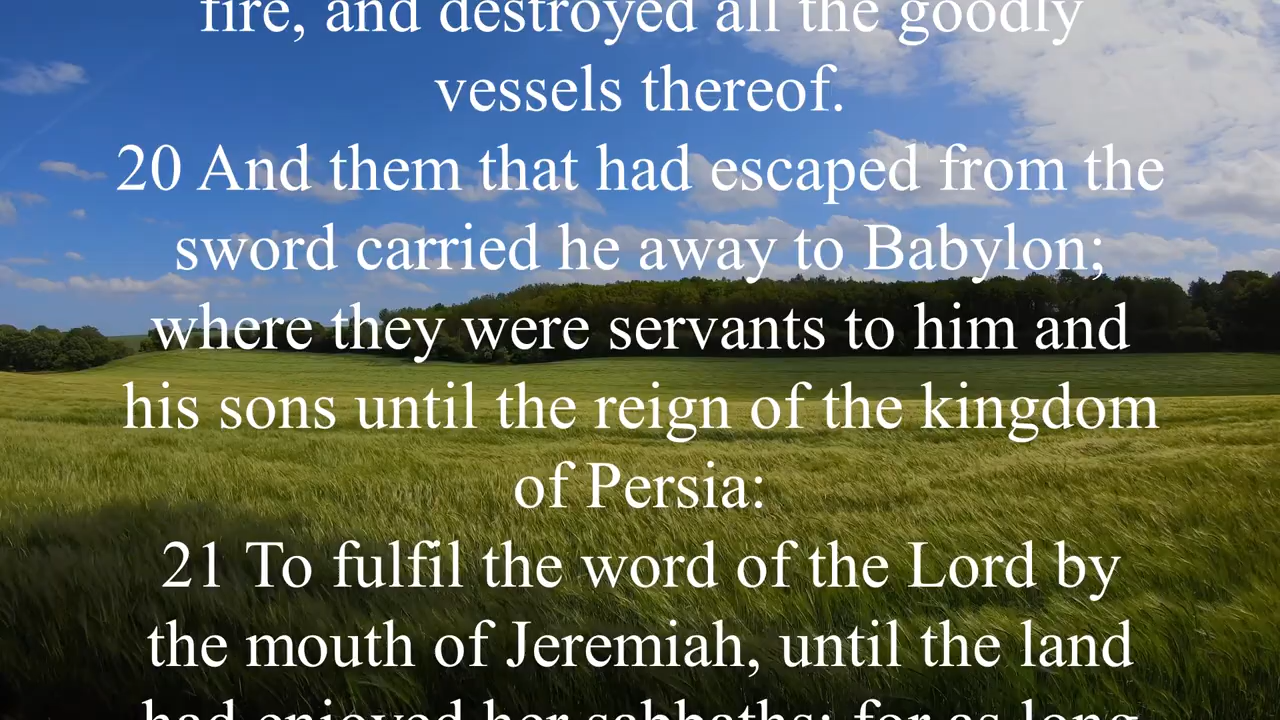 fire, and destroyed all the goodly
vessels thereof.
20 And them that had escaped from the
sword carried he away to Babylon;
where they were servants to him and
his sons until the reign of the kingdom
of Persia:
21 To fulfil the word of the Lord by
the mouth of Jeremiah, until the land
had enjoyed her sabbaths: for as long